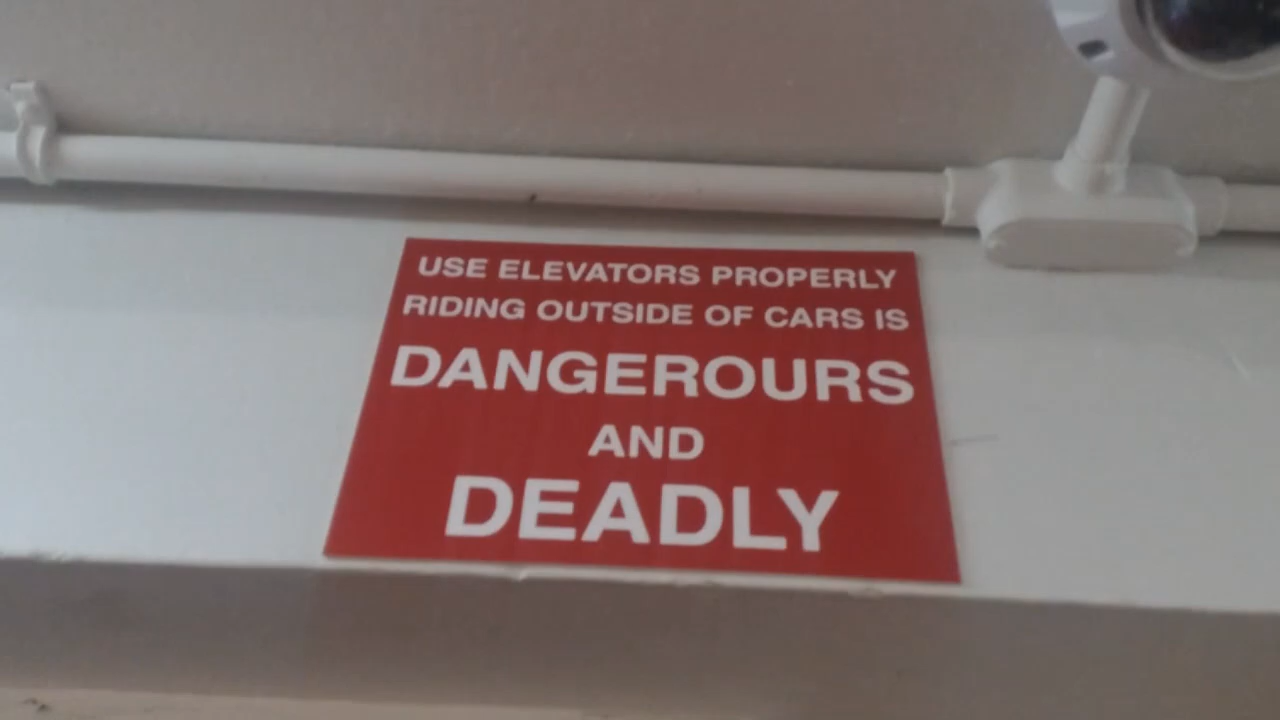 USE ELEVATORS PROPERLY
RIDING OUTSIDE OF CARS IS
DANGEROURS
AND
DEADLY